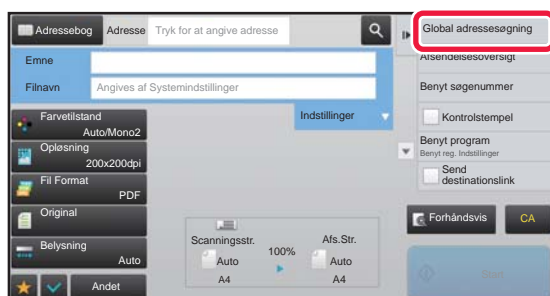 Adressebog
Adresse
Tryk for at angive adresse
Emne
Filnavn
Angives af Systemindstillinger
Indstillinger
Farvetilstand
Auto/Mono2
Opløsning
200x200dpi
Fil Format
PDF
Original
Belysning
Auto
Andet
Scanningsstr.
Auto
A4
100%
Afs.Str.
Auto
A4
Global adressesøgning
Afsendelsesoversigt
Benyt søgenummer
Kontrolstempel
Benyt program
Benyt reg. Indstillinger
Send
destinationslink
Forhåndsvis
CA
Start